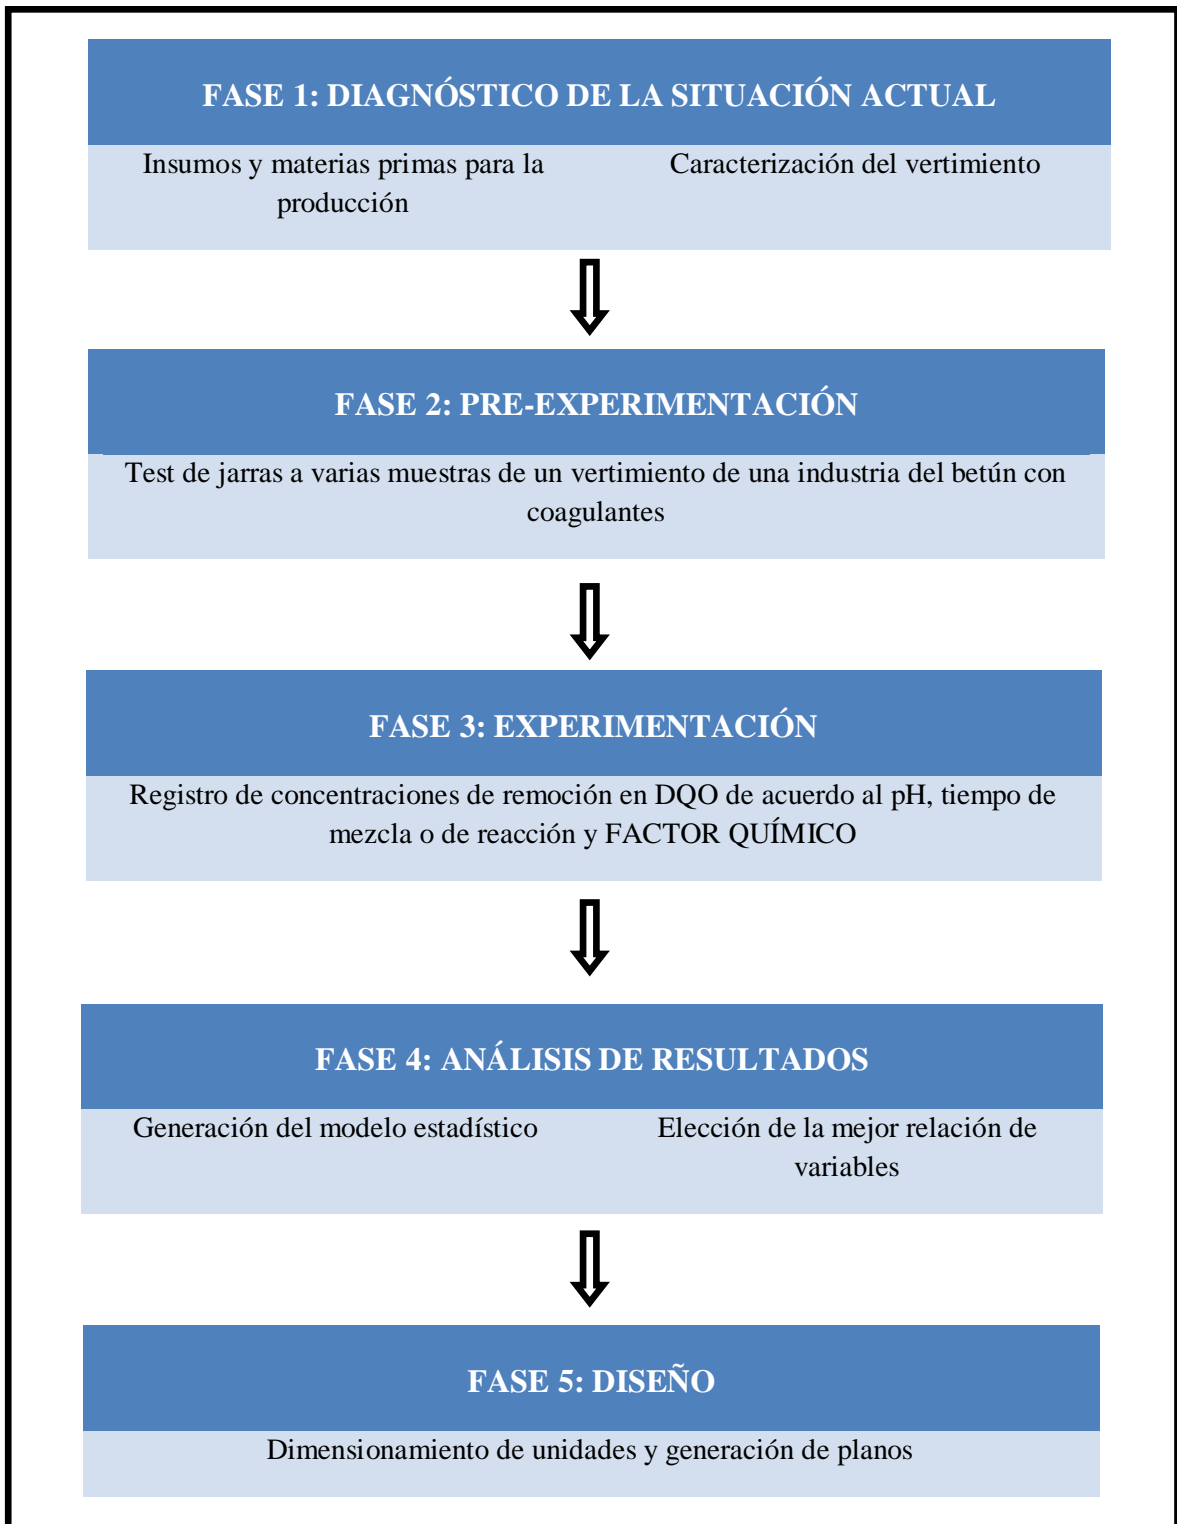 FASE 1: DIAGNÓSTICO DE LA SITUACIÓN ACTUAL
Insumos y materias primas para la
producción
Caracterización del vertimiento
FASE 2: PRE-EXPERIMENTACIÓN
Test de jarras a varias muestras de un vertimiento de una industria del betún con
coagulantes
FASE 3: EXPERIMENTACIÓN
Registro de concentraciones de remoción en DQO de acuerdo al pH, tiempo de
mezcla o de reacción y FACTOR QUÍMICO
FASE 4: ANÁLISIS DE RESULTADOS
Generación del modelo estadístico
Elección de la mejor relación de
variables
FASE 5: DISEÑO
Dimensionamiento de unidades y generación de planos